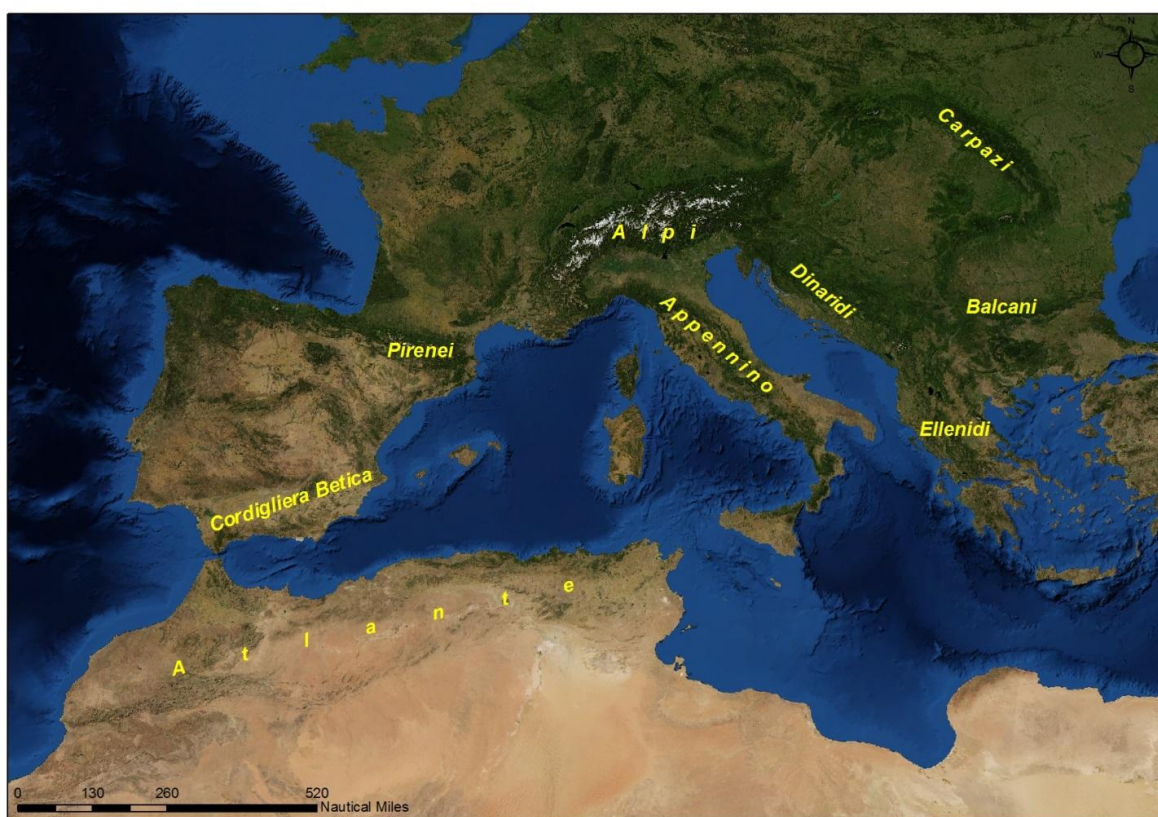 N
W
S
Carpazi
Alpi
Dinaridi
Appennino
Balcani
Pirenei
Ellenidi
Cordigliera Betica
Atlante
0 130 260 520
Nautical Miles